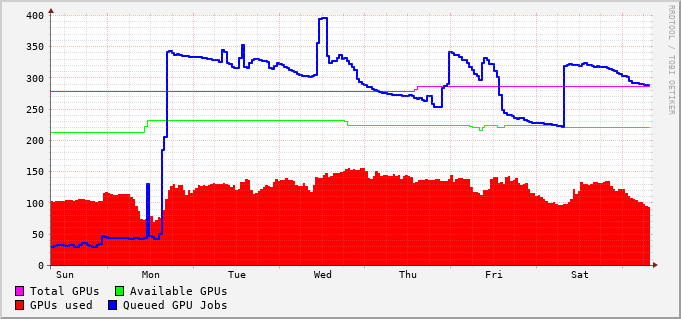 400
350
300
250
200
150
100
50
0
Sun Mon Tue Wed Thu Fri Sat
Total GPUs Available GPUs
GPUs used Queued GPU Jobs
RRDTOOL / TOBI OETIKER